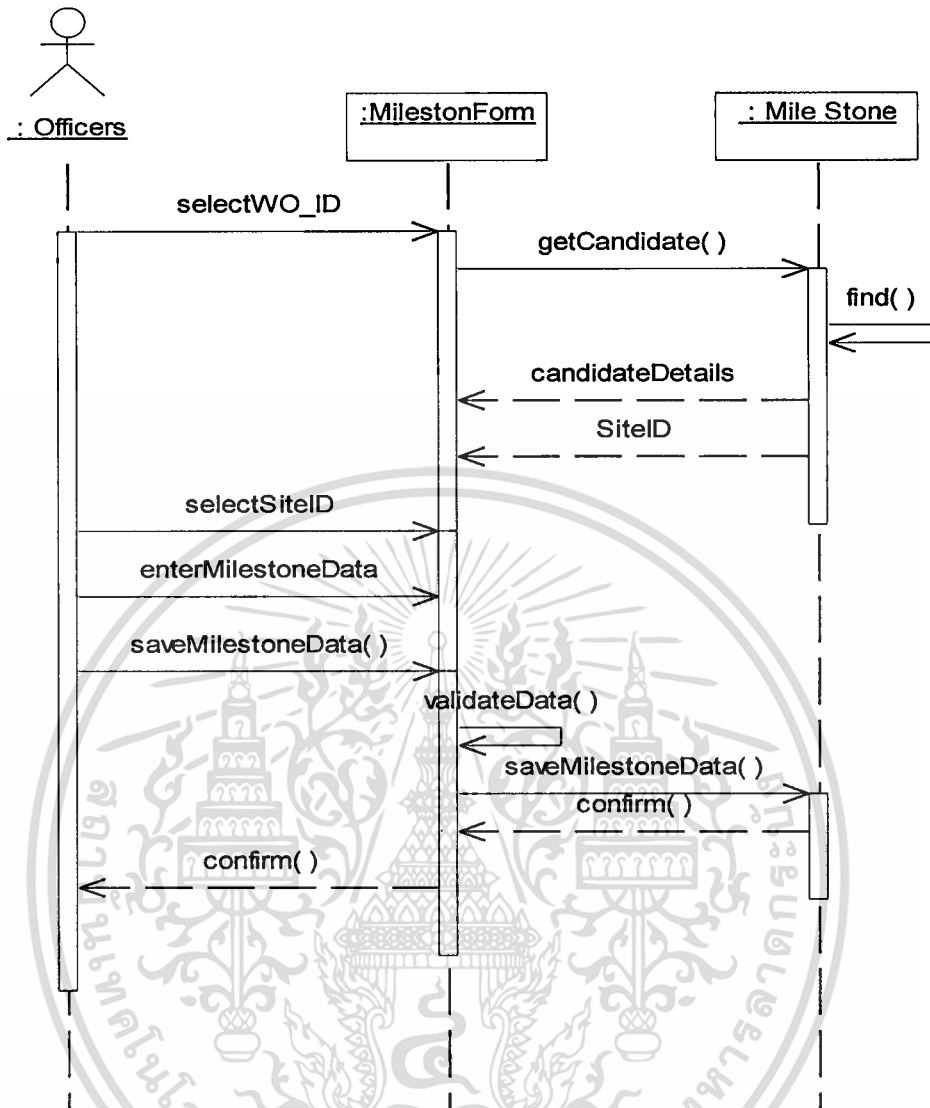 : Officers
:MilestonForm
: Mile Stone
selectWO_ID
getCandidate( )
find( )
candidateDetails
SiteID
selectSiteID
enterMilestoneData
saveMilestoneData( )
validateData( )
saveMilestoneData( )
confirm( )
confirm( )